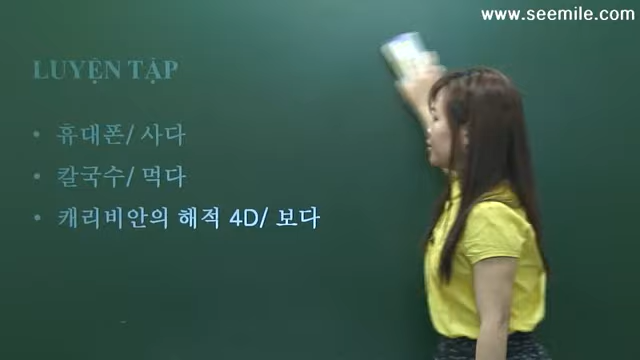 www.seemile.com
LUYỆN TẬP
• 휴대폰/ 사다
• 칼국수/ 먹다
• 캐리비안의 해적 4D/ 보다